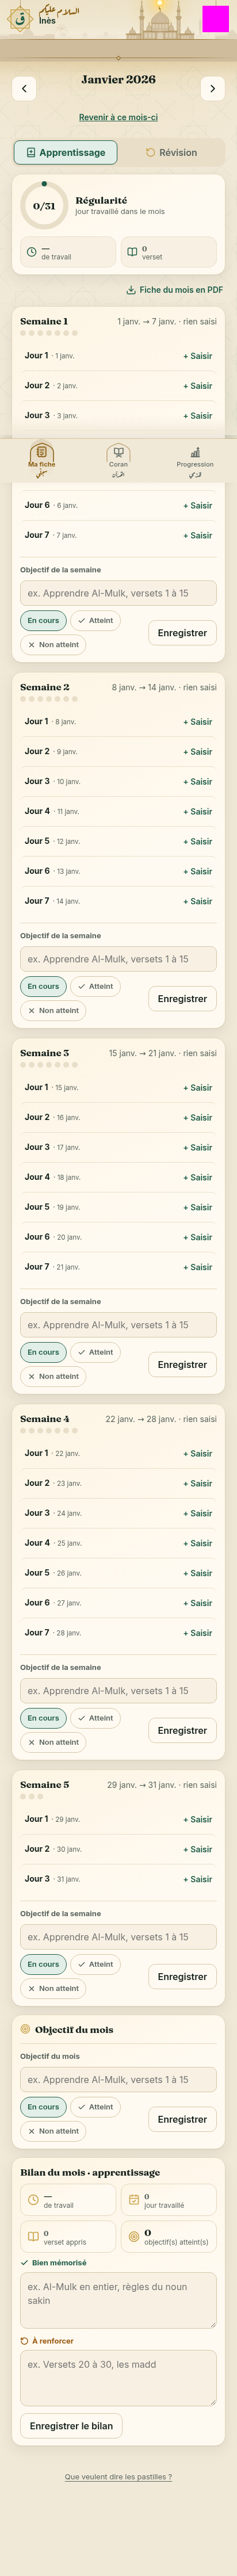 السلام عليكم
Inès
Janvier 2026
Revenir à ce mois-ci
Apprentissage
Révision
0/31
Régularité
jour travaillé dans le mois
—
de travail
0
verset
Fiche du mois en PDF
Semaine 1
1 janv. → 7 janv. · rien saisi
Jour 1 · 1 janv.
+ Saisir
Jour 2 · 2 janv.
+ Saisir
Jour 3 · 3 janv.
+ Saisir
Ma fiche
Coran
Progression
Jour 6 · 6 janv.
+ Saisir
Jour 7 · 7 janv.
+ Saisir
Objectif de la semaine
ex. Apprendre Al-Mulk, versets 1 à 15
En cours
Atteint
Non atteint
Enregistrer
Semaine 2
8 janv. → 14 janv. · rien saisi
Jour 1 · 8 janv.
+ Saisir
Jour 2 · 9 janv.
+ Saisir
Jour 3 · 10 janv.
+ Saisir
Jour 4 · 11 janv.
+ Saisir
Jour 5 · 12 janv.
+ Saisir
Jour 6 · 13 janv.
+ Saisir
Jour 7 · 14 janv.
+ Saisir
Objectif de la semaine
ex. Apprendre Al-Mulk, versets 1 à 15
En cours
Atteint
Non atteint
Enregistrer
Semaine 3
15 janv. → 21 janv. · rien saisi
Jour 1 · 15 janv.
+ Saisir
Jour 2 · 16 janv.
+ Saisir
Jour 3 · 17 janv.
+ Saisir
Jour 4 · 18 janv.
+ Saisir
Jour 5 · 19 janv.
+ Saisir
Jour 6 · 20 janv.
+ Saisir
Jour 7 · 21 janv.
+ Saisir
Objectif de la semaine
ex. Apprendre Al-Mulk, versets 1 à 15
En cours
Atteint
Non atteint
Enregistrer
Semaine 4
22 janv. → 28 janv. · rien saisi
Jour 1 · 22 janv.
+ Saisir
Jour 2 · 23 janv.
+ Saisir
Jour 3 · 24 janv.
+ Saisir
Jour 4 · 25 janv.
+ Saisir
Jour 5 · 26 janv.
+ Saisir
Jour 6 · 27 janv.
+ Saisir
Jour 7 · 28 janv.
+ Saisir
Objectif de la semaine
ex. Apprendre Al-Mulk, versets 1 à 15
En cours
Atteint
Non atteint
Enregistrer
Semaine 5
29 janv. → 31 janv. · rien saisi
Jour 1 · 29 janv.
+ Saisir
Jour 2 · 30 janv.
+ Saisir
Jour 3 · 31 janv.
+ Saisir
Objectif de la semaine
ex. Apprendre Al-Mulk, versets 1 à 15
En cours
Atteint
Non atteint
Enregistrer
Objectif du mois
Objectif du mois
ex. Apprendre Al-Mulk, versets 1 à 15
En cours
Atteint
Non atteint
Enregistrer
Bilan du mois · apprentissage
—
de travail
0
jour travaillé
0
verset appris
0
objectif(s) atteint(s)
Bien mémorisé
ex. Al-Mulk en entier, règles du noun sakin
À renforcer
ex. Versets 20 à 30, les madd
Enregistrer le bilan
Que veulent dire les pastilles ?